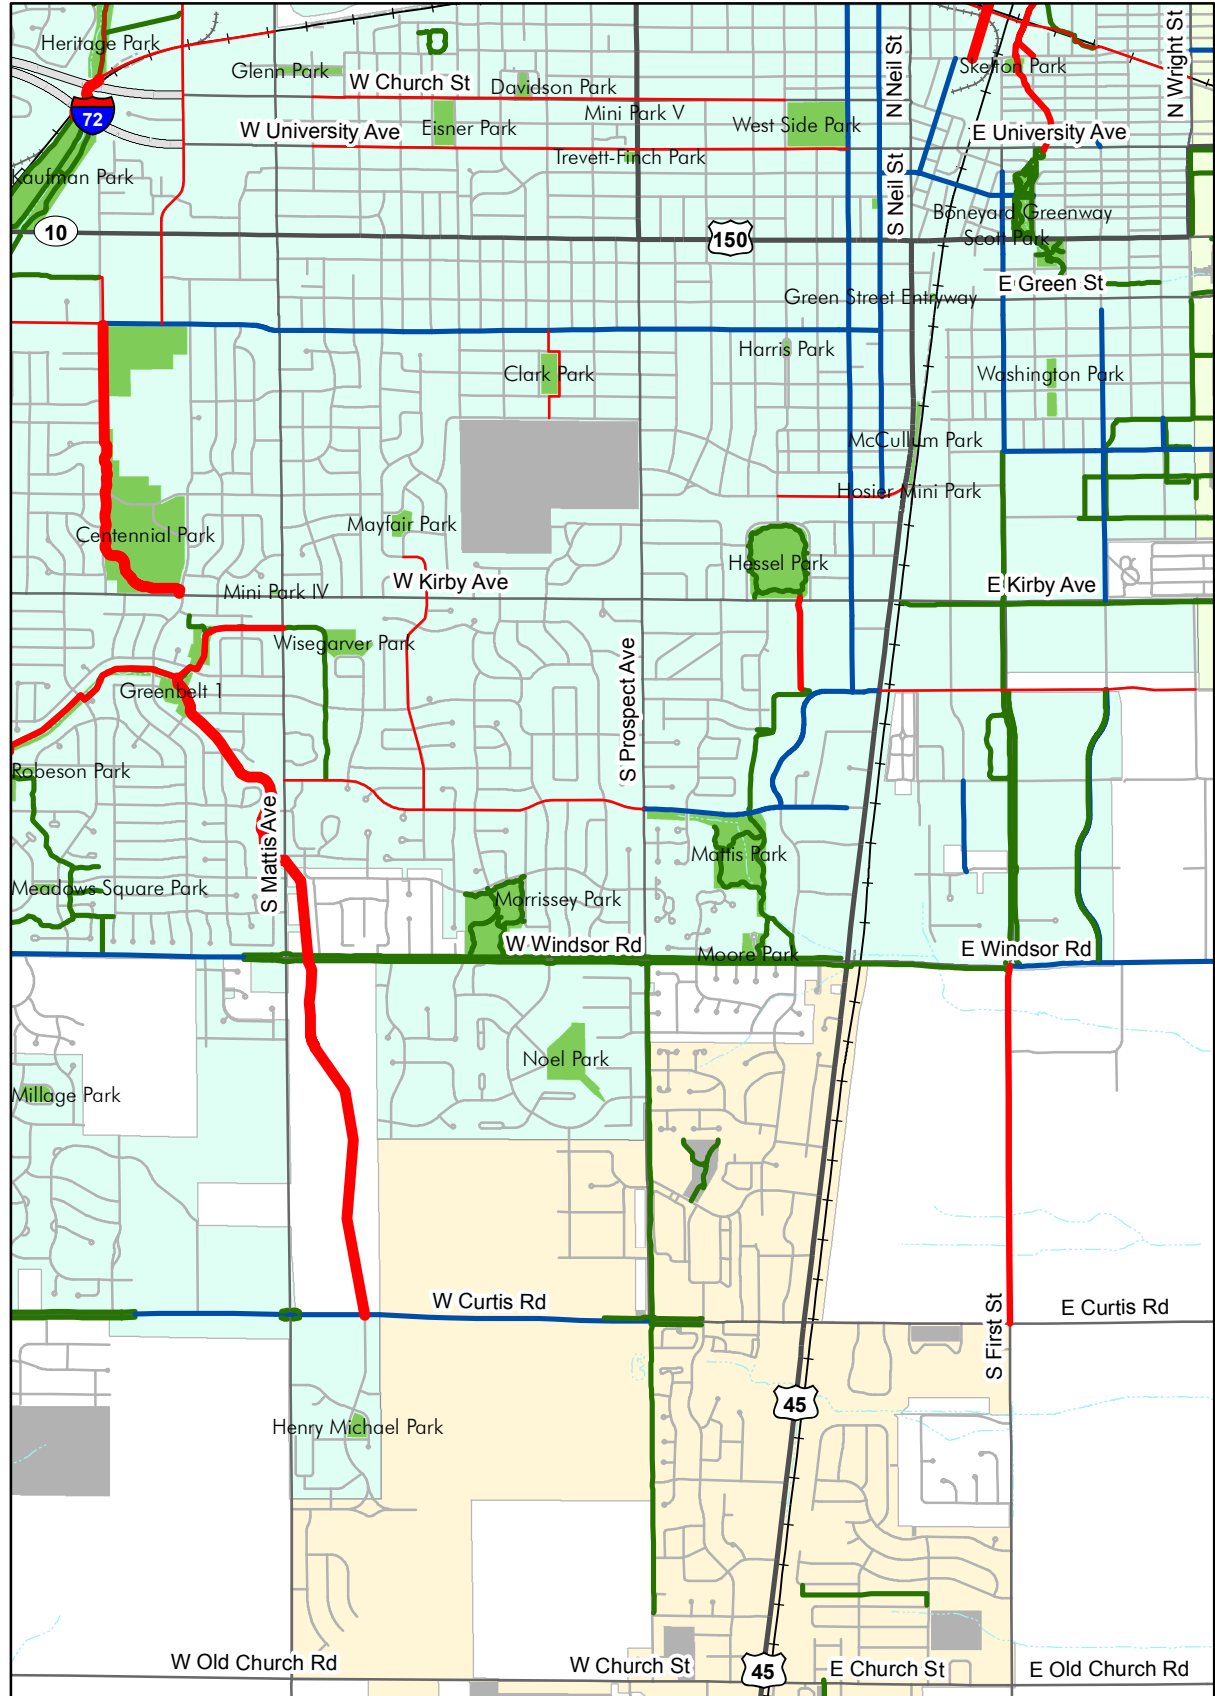 Heritage Park
Glenn Park
W Church St
Davidson Park
N Neil St
Skelton Park
N Wright St
72
W University Ave
Eisner Park
Mini Park V
West Side Park
E University Ave
Trevett-Finch Park
Kaufman Park
S Neil St
Boneyard Greenway
10
150
Scott Park
E Green St
Green Street Entryway
Harris Park
Clark Park
Washington Park
McCullum Park
Hosier Mini Park
Centennial Park
Mayfair Park
Hessel Park
Mini Park IV
W Kirby Ave
E Kirby Ave
Wisegarver Park
S Prospect Ave
Greenbelt 1
Robeson Park
S Mattis Ave
Mattis Park
Meadows Square Park
Morrissey Park
W Windsor Rd
Moore Park
E Windsor Rd
Noel Park
Millage Park
W Curtis Rd
E Curtis Rd
S First St
45
Henry Michael Park
W Old Church Rd
W Church St
45
E Church St
E Old Church Rd